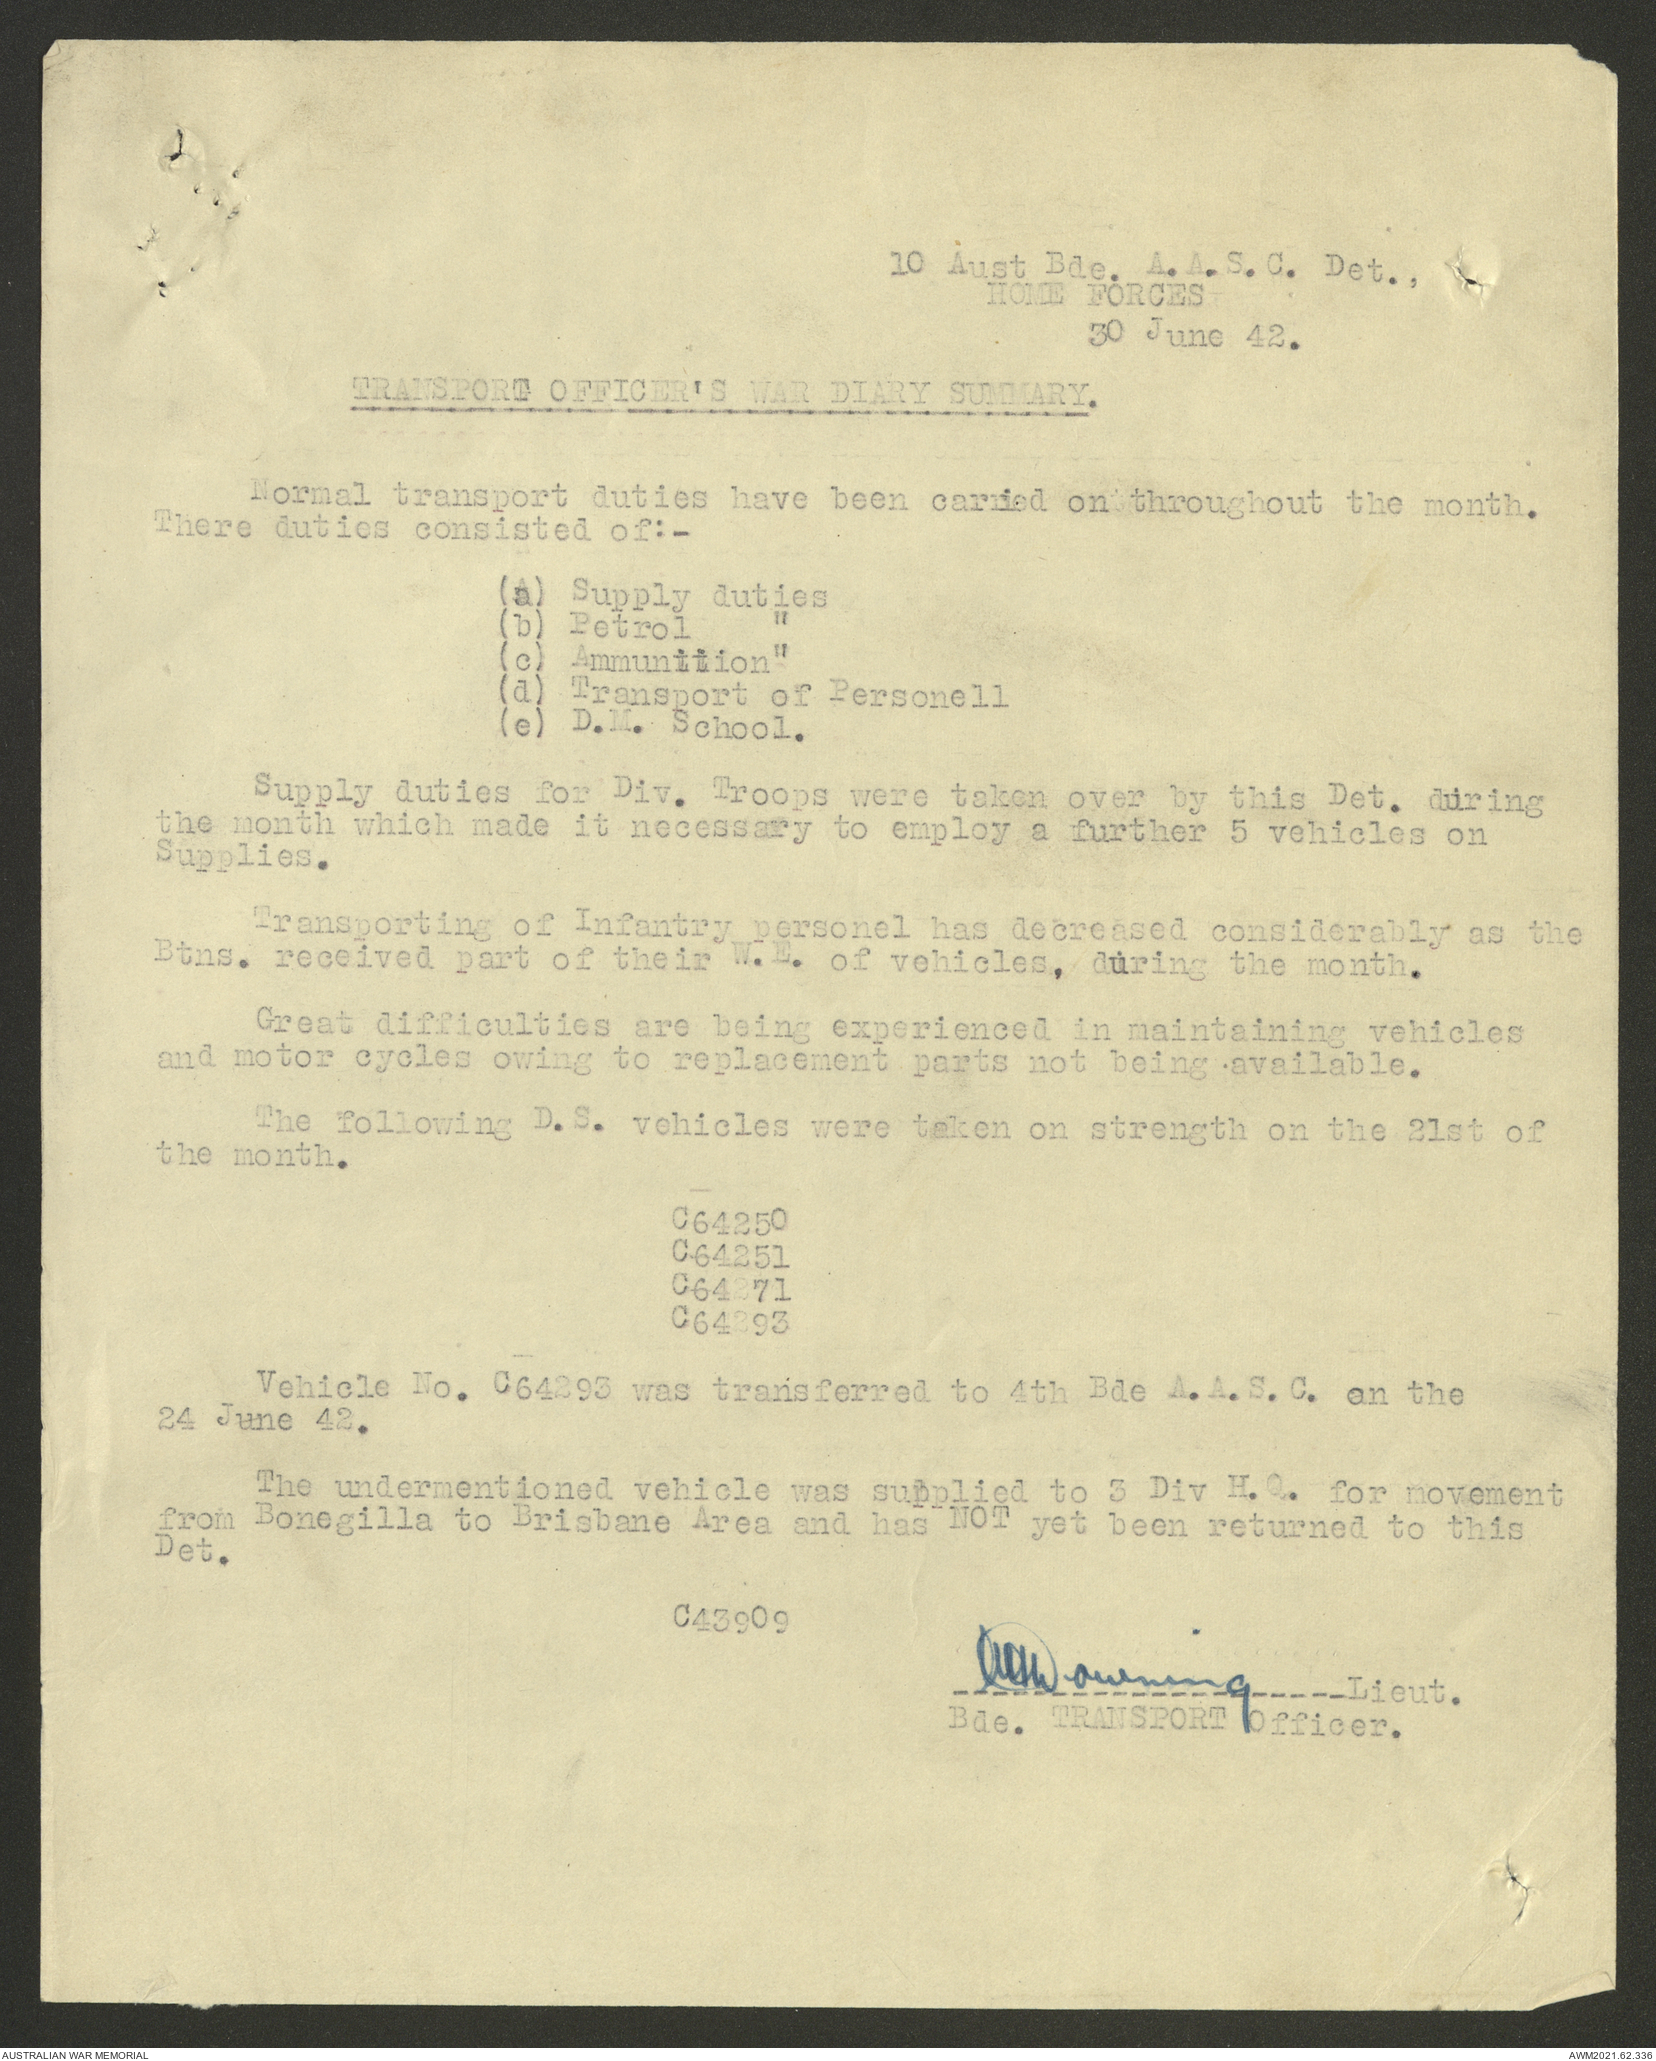 10 Aust Bde. A.A.S.C. Det.,
HOME FORCES
30 June 42.
TRANSPORT OFFICER'S WAR DIARY SUMMARY.
Normal transport duties have been carried on throughout the month.
There duties consisted of:-
(a) Supply duties
(b) Petrol "
(c) Ammunition"
(d) Transport of Personell
(e) D.M. School.
Supply duties for Div. Troops were taken over by this Det. during
the month which made it necessary to employ a further 5 vehicles on
Supplies.
Transporting of Infantry personel has decreased considerably as the
Btns. received part of their W.E. of vehicles, during the month.
Great difficulties are being experienced in maintaining vehicles
and motor cycles owing to replacement parts not being available.
The following D.S. vehicles were taken on strength on the 21st of
the month.
C64250
C64251
C64271
C64293
Vehicle No. C64293 was transferred to 4th Bde A.A.S.C. on the
24 June 42.
The undermentioned vehicle was supplied to 3 Div H.Q. for movement
from Bonegilla to Brisbane Area and has NOT yet been returned to this
Det.
C43909
Downing -----Lieut.
Bde. TRANSPORT Officer.
AUSTRALIAN WAR MEMORIAL
AWM2021.62.336